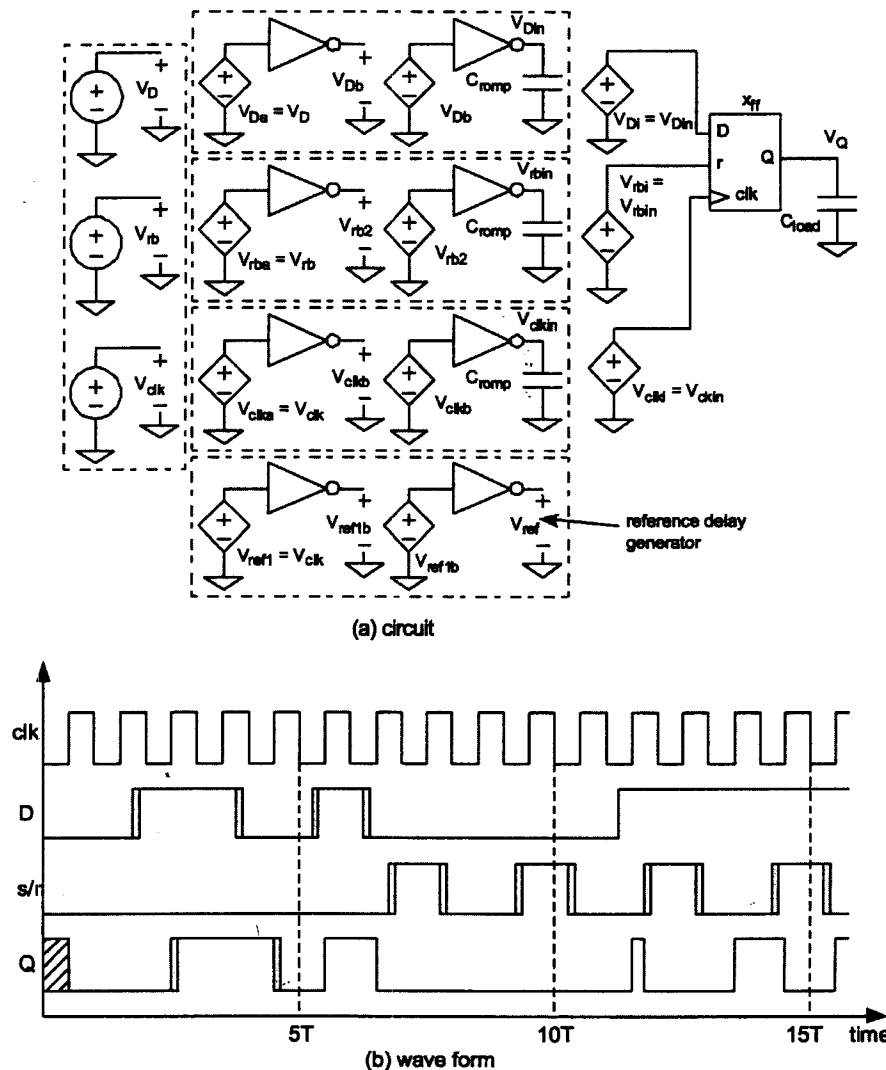 V_D
V_Da = V_D
V_Db
V_Db
V_Din
C_romp
V_Di = V_Din
x_ff
D
r
clk
Q
V_Q
C_load
V_rb
V_rba = V_rb
V_rb2
V_rb2
V_rbin
C_romp
V_rbi =
V_rbin
V_clk
V_clka = V_clk
V_clkb
V_clkb
V_clkin
C_romp
V_clki = V_ckin
V_ref1 = V_clk
V_ref1b
V_ref1b
V_ref
reference delay
generator
(a) circuit
clk
D
s/r
Q
5T
10T
15T
time
(b) wave form